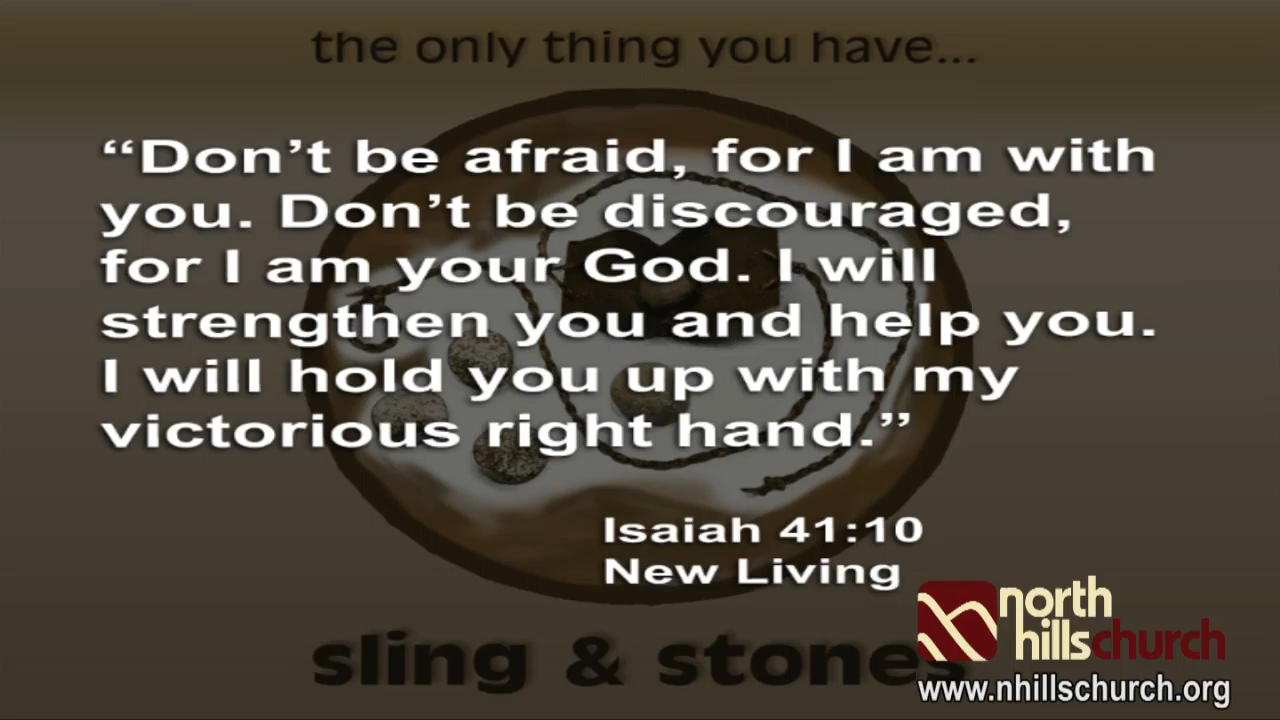 the only thing you have...
“Don’t be afraid, for I am with
you. Don’t be discouraged,
for I am your God. I will
strengthen you and help you.
I will hold you up with my
victorious right hand.”
Isaiah 41:10
New Living
sling & stones
north
hillschurch
www.nhillschurch.org